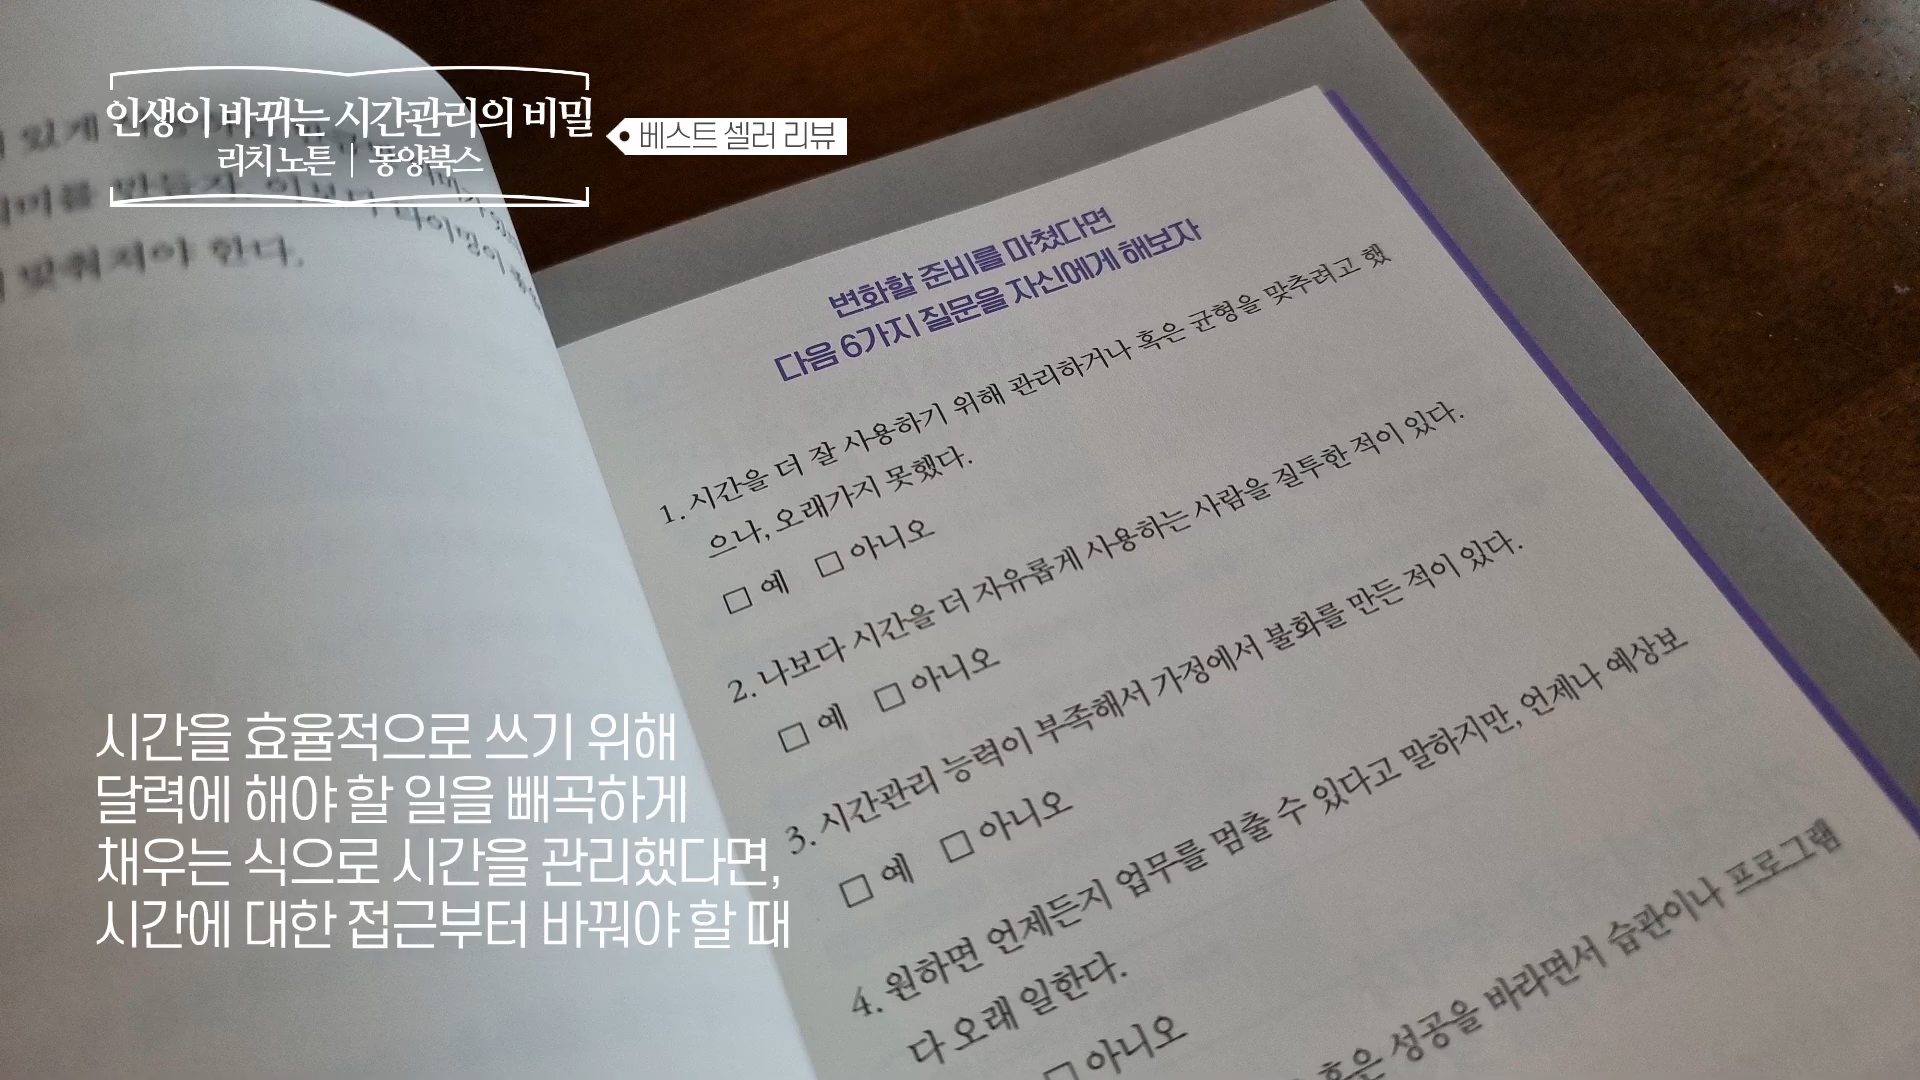 인생이 바뀌는 시간관리의 비밀
리치 노튼 | 동양북스
베스트 셀러 리뷰
있게
를 만들자.
맞춰져야 한다.
변화할 준비를 마쳤다면
다음 6가지 질문을 자신에게 해보자
1. 시간을 더 잘 사용하기 위해 관리하거나 혹은 균형을 맞추려고 했
으나, 오래가지 못했다.
□ 예 □ 아니오
2. 나보다 시간을 더 자유롭게 사용하는 사람을 질투한 적이 있다.
□ 예 □ 아니오
3. 시간관리 능력이 부족해서 가정에서 불화를 만든 적이 있다.
□ 예 □ 아니오
4. 원하면 언제든지 업무를 멈출 수 있다고 말하지만, 언제나 예상보
다 오래 일한다.
□ 아니오
혹은 성공을 바라면서 습관이나 프로그램
시간을 효율적으로 쓰기 위해
달력에 해야 할 일을 빼곡하게
채우는 식으로 시간을 관리했다면,
시간에 대한 접근부터 바꿔야 할 때